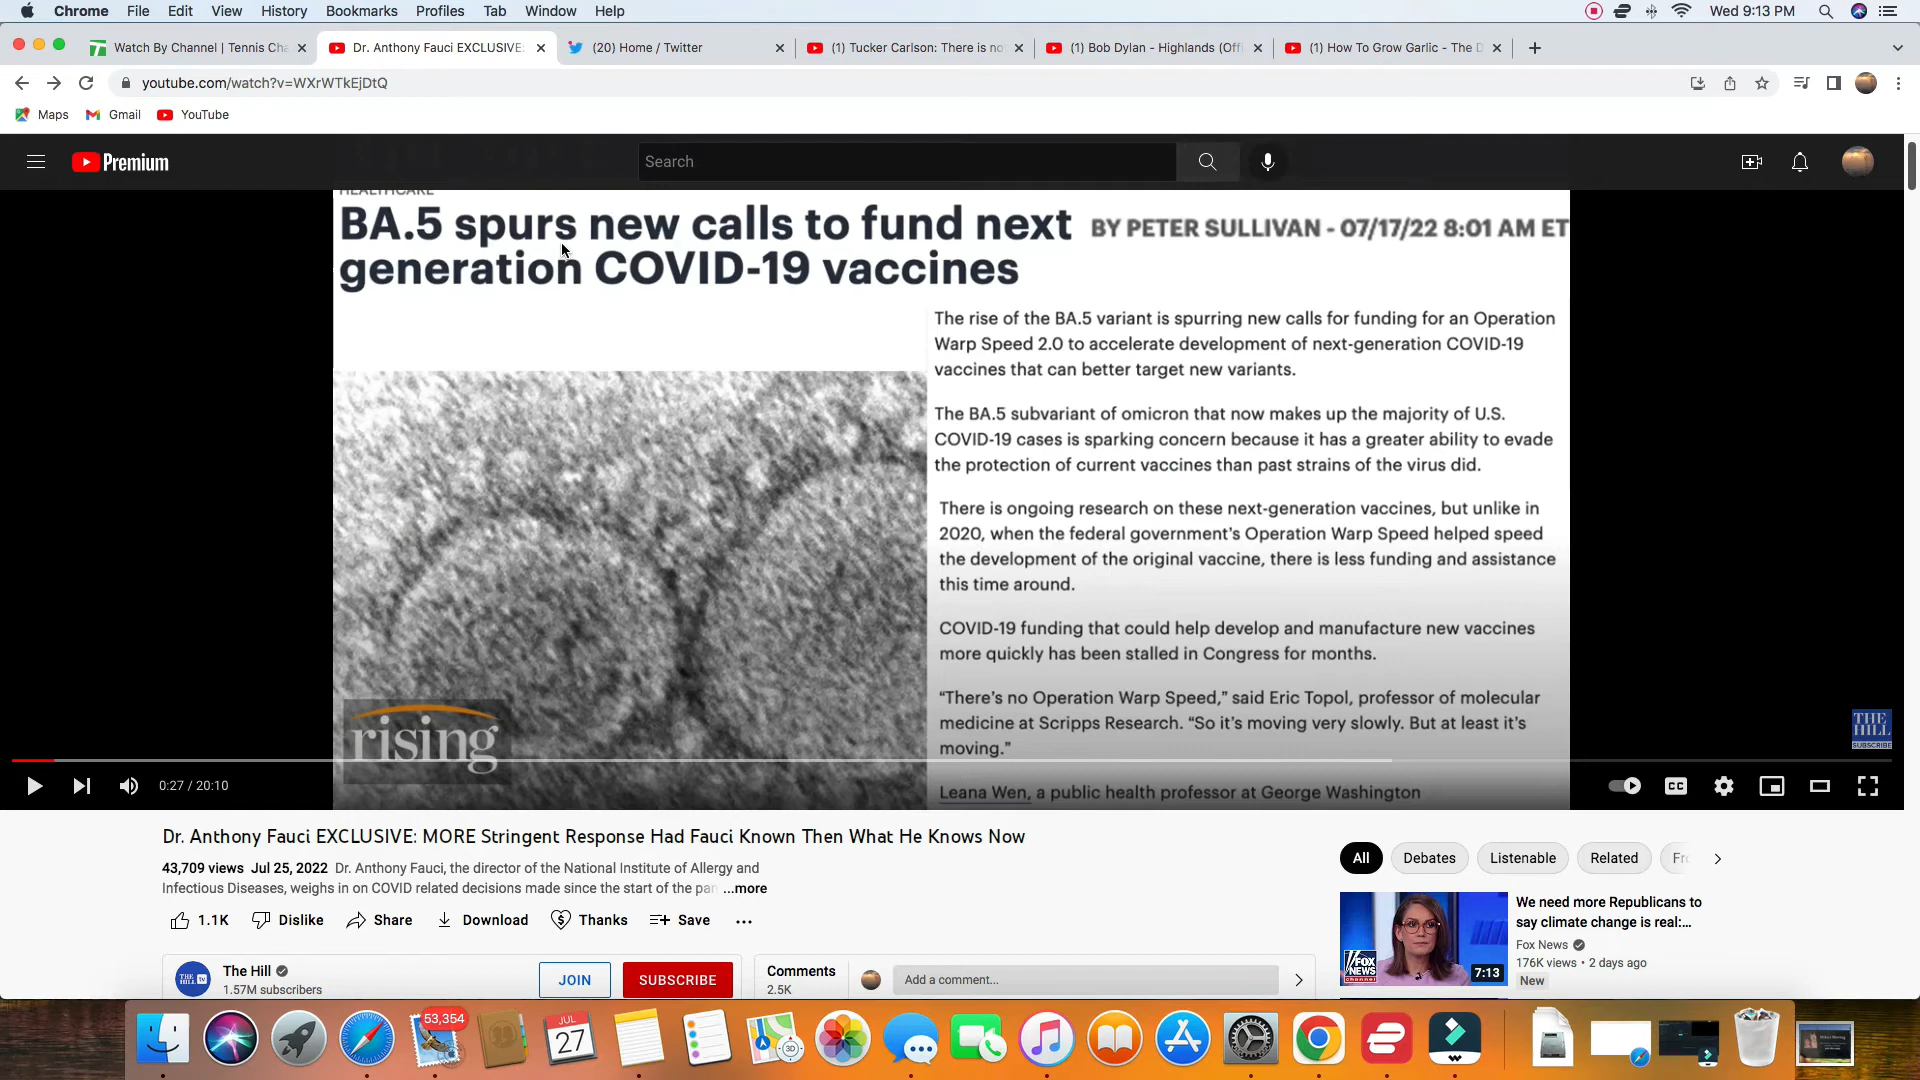 Chrome File Edit View History Bookmarks Profiles Tab Window Help Wed 9:13 PM
Watch By Channel | Tennis Cha
Dr. Anthony Fauci EXCLUSIVE:
(20) Home / Twitter
(1) Tucker Carlson: There is no
(1) Bob Dylan - Highlands (Offi
(1) How To Grow Garlic - The D
youtube.com/watch?v=WXrWTkEjDtQ
Maps Gmail YouTube
Premium
Search
HEALTHCARE
BA.5 spurs new calls to fund next
generation COVID-19 vaccines
BY PETER SULLIVAN - 07/17/22 8:01 AM ET
The rise of the BA.5 variant is spurring new calls for funding for an Operation
Warp Speed 2.0 to accelerate development of next-generation COVID-19
vaccines that can better target new variants.
The BA.5 subvariant of omicron that now makes up the majority of U.S.
COVID-19 cases is sparking concern because it has a greater ability to evade
the protection of current vaccines than past strains of the virus did.
There is ongoing research on these next-generation vaccines, but unlike in
2020, when the federal government's Operation Warp Speed helped speed
the development of the original vaccine, there is less funding and assistance
this time around.
COVID-19 funding that could help develop and manufacture new vaccines
more quickly has been stalled in Congress for months.
“There's no Operation Warp Speed,” said Eric Topol, professor of molecular
medicine at Scripps Research. “So it's moving very slowly. But at least it's
moving.”
Leana Wen, a public health professor at George Washington
rising
THE
HILL
SUBSCRIBE
0:27 / 20:10
CC
Dr. Anthony Fauci EXCLUSIVE: MORE Stringent Response Had Fauci Known Then What He Knows Now
43,709 views Jul 25, 2022 Dr. Anthony Fauci, the director of the National Institute of Allergy and
Infectious Diseases, weighs in on COVID related decisions made since the start of the pan ...more
1.1K Dislike Share Download Thanks Save
The Hill
1.57M subscribers
JOIN
SUBSCRIBE
Comments
2.5K
Add a comment...
All Debates Listenable Related Fro
We need more Republicans to
say climate change is real:...
Fox News
176K views • 2 days ago
New
FOX
NEWS
channel
7:13
53,354
JUL
27
3D